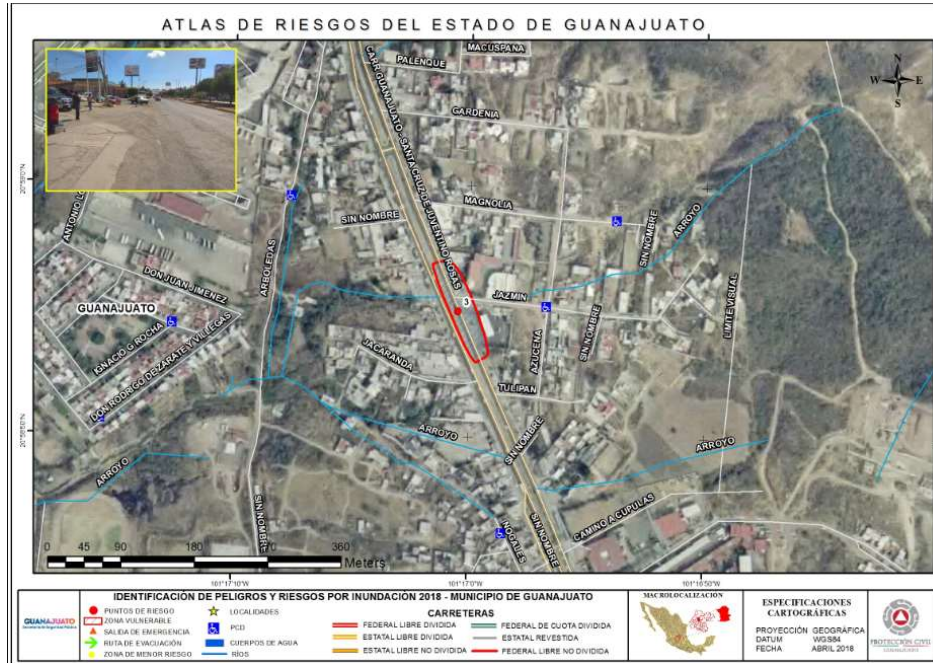 ATLAS DE RIESGOS DEL ESTADO DE GUANAJUATO
MACUSPANA
PALENQUE
CARR GUANAJUATO - SANTA CRUZ DE JUVENTINO ROSAS
GARDENIA
N
W E
S
20°59'0"N
MAGNOLIA
SIN NOMBRE
SIN NOMBRE
ARROYO
ARBOLEDAS
DON JUAN JIMENEZ
GUANAJUATO
IGNACIO G ROCHA
DON RODRIGO DE ZARATE Y VILLEGAS
3
JAZMIN
AZUCENA
SIN NOMBRE
LIMITE VISUAL
JACARANDA
TULIPAN
ARROYO
SIN NOMBRE
ARROYO
ARROYO
SIN NOMBRE
NOGALES
SIN NOMBRE
CAMINO A CUPULAS
0 45 90 180 270 360
Meters
101°17'10"W
101°17'0"W
101°16'50"W
IDENTIFICACIÓN DE PELIGROS Y RIESGOS POR INUNDACIÓN 2018 - MUNICIPIO DE GUANAJUATO
GUANAJUATO
PUNTOS DE RIESGO
ZONA VULNERABLE
SALIDA DE EMERGENCIA
RUTA DE EVACUACIÓN
ZONA DE MENOR RIESGO
LOCALIDADES
PCD
CUERPOS DE AGUA
RÍOS
CARRETERAS
FEDERAL LIBRE DIVIDIDA
ESTATAL LIBRE DIVIDIDA
ESTATAL LIBRE NO DIVIDIDA
FEDERAL DE CUOTA DIVIDIDA
ESTATAL REVESTIDA
FEDERAL LIBRE NO DIVIDIDA
MACROLOCALIZACIÓN
ESPECIFICACIONES
CARTOGRÁFICAS
PROYECCIÓN GEOGRÁFICA
DATUM WGS84
FECHA ABRIL 2018
PROTECCIÓN CIVIL